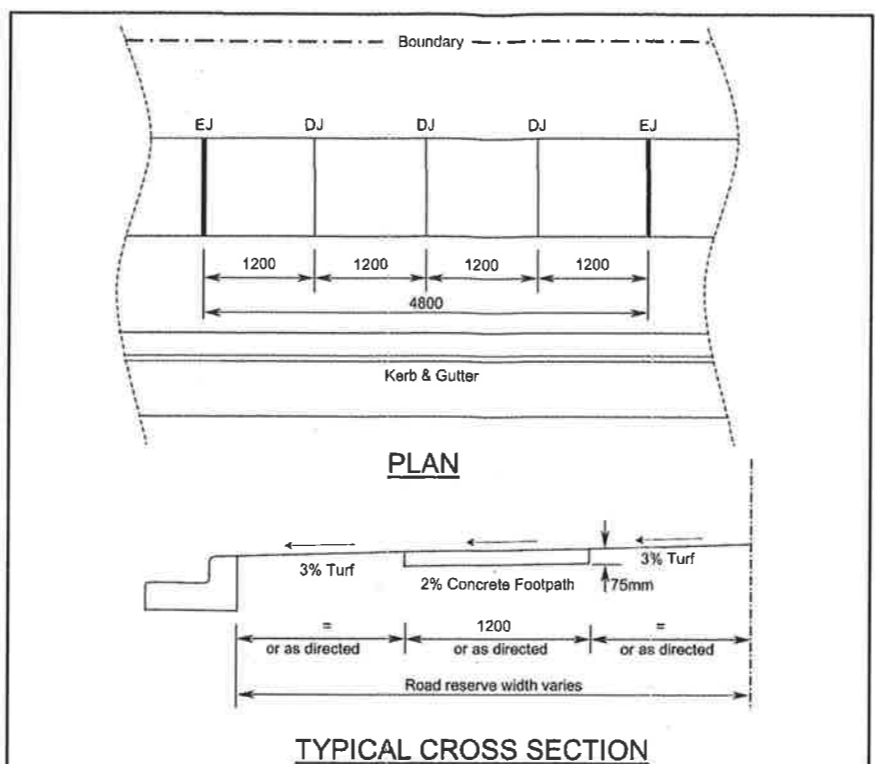 Boundary
EJ DJ DJ DJ EJ
1200 1200 1200 1200
4800
Kerb & Gutter
PLAN
3% Turf 2% Concrete Footpath 75mm 3% Turf
= 1200 =
or as directed or as directed or as directed
Road reserve width varies
TYPICAL CROSS SECTION